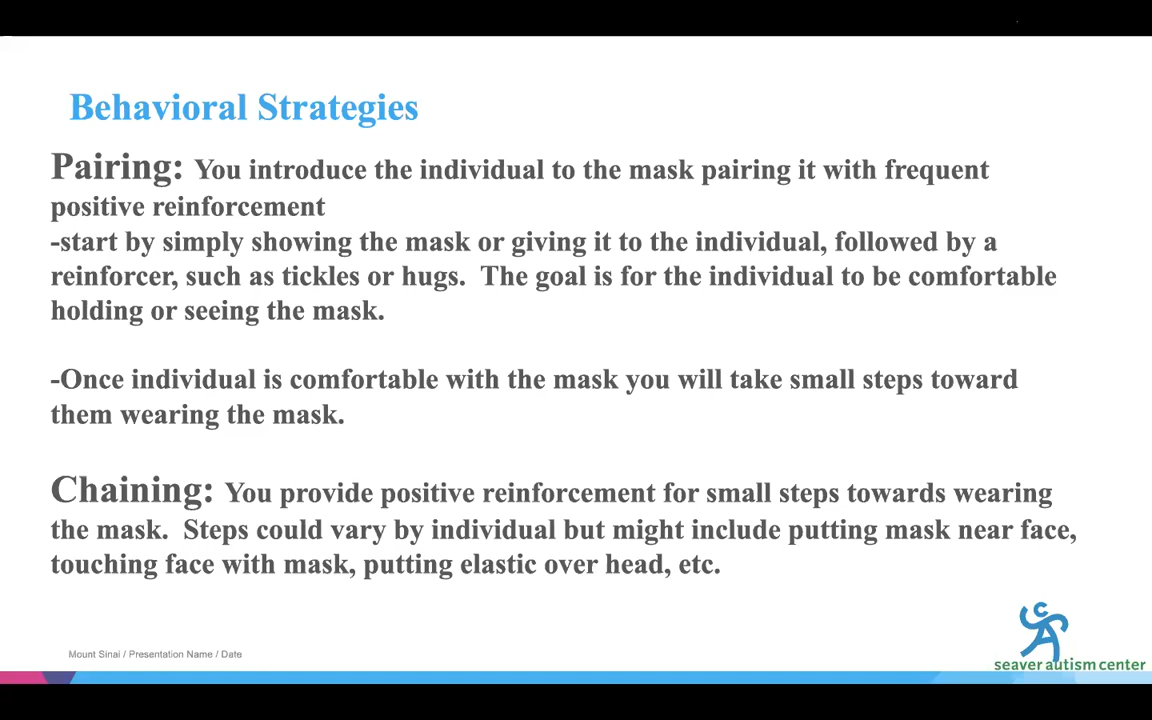 Behavioral Strategies
Pairing: You introduce the individual to the mask pairing it with frequent
positive reinforcement
-start by simply showing the mask or giving it to the individual, followed by a
reinforcer, such as tickles or hugs.  The goal is for the individual to be comfortable
holding or seeing the mask.
-Once individual is comfortable with the mask you will take small steps toward
them wearing the mask.
Chaining: You provide positive reinforcement for small steps towards wearing
the mask.  Steps could vary by individual but might include putting mask near face,
touching face with mask, putting elastic over head, etc.
Mount Sinai / Presentation Name / Date
seaver autism center